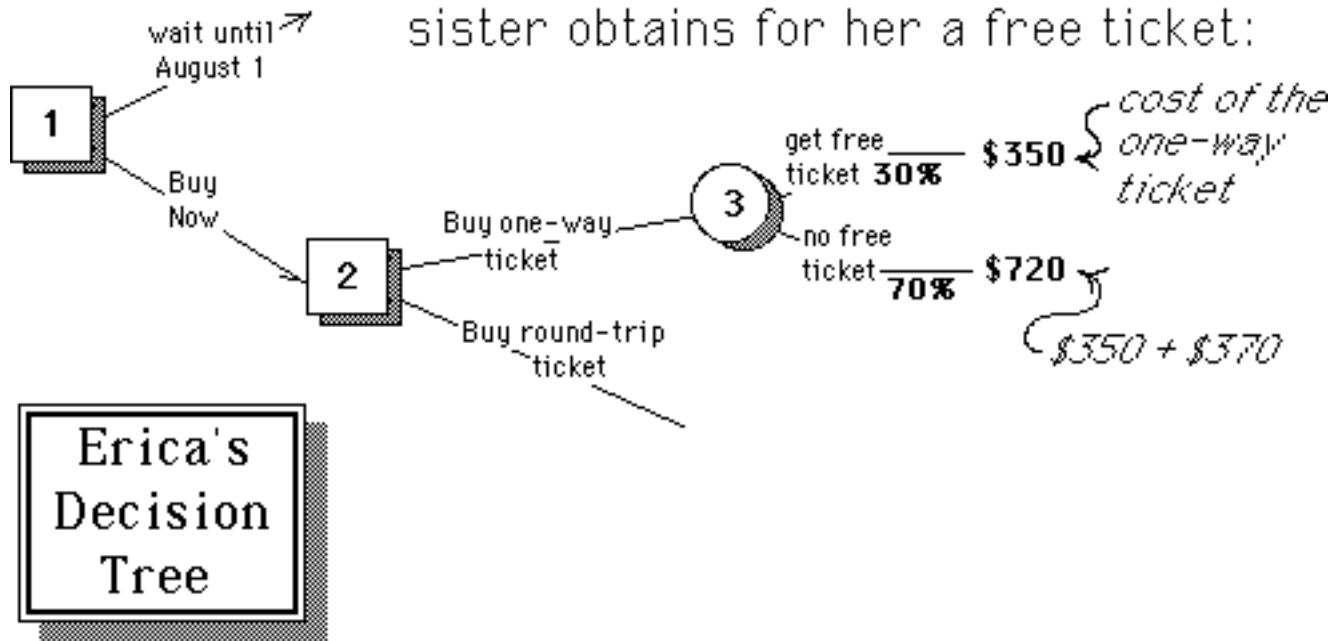 sister obtains for her a free ticket:
wait until
August 1
1
Buy
Now
2
Buy one-way
ticket
Buy round-trip
ticket
3
get free
ticket 30%
$350
cost of the
one-way
ticket
no free
ticket
70%
$720
$350 + $370
Erica's
Decision
Tree